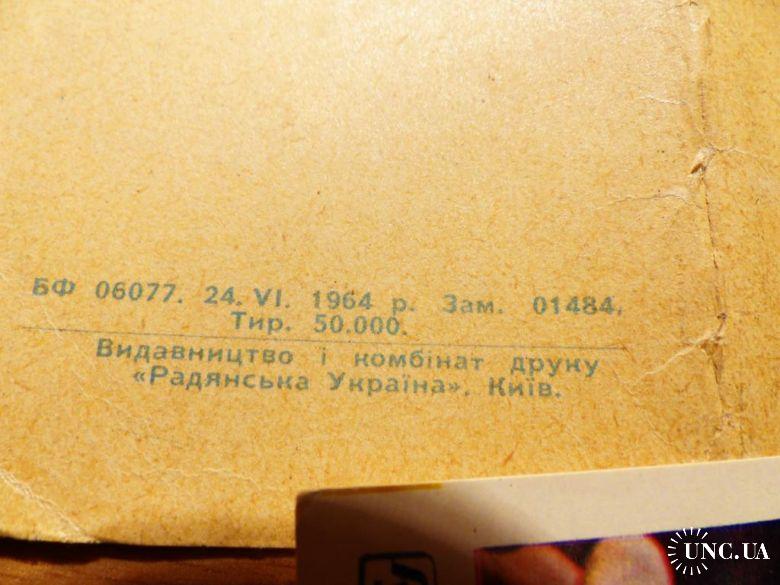 БФ 06077. 24. VI. 1964 р. Зам. 01484.
Тир. 50.000.
Видавництво і комбінат друку
«Радянська Україна». Київ.
UNC.UA